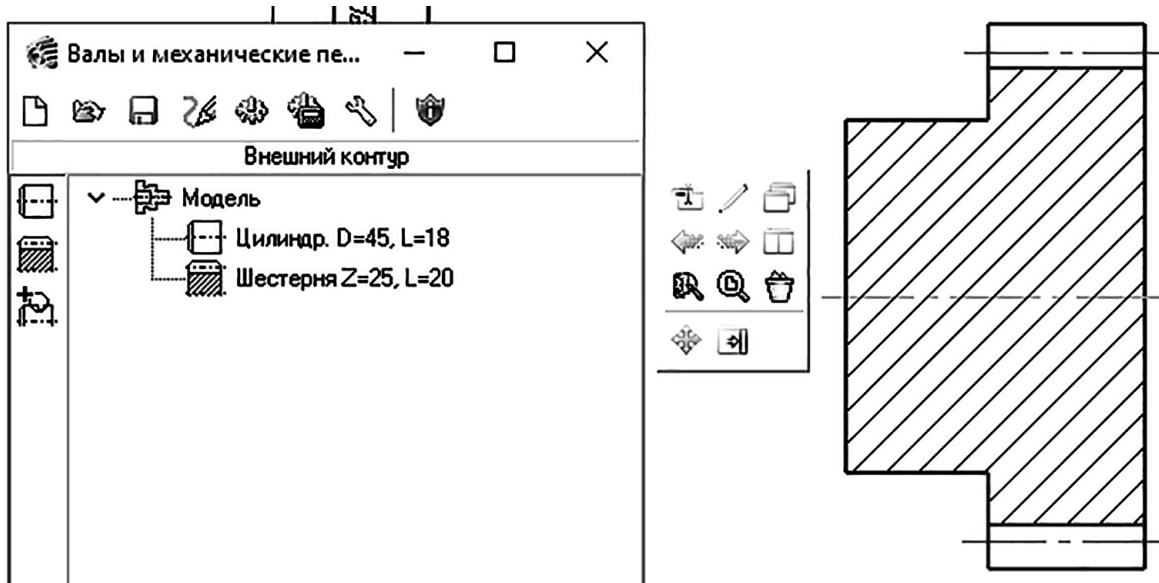 Валы и механические пе...
Внешний контур
Модель
Цилиндр. D=45, L=18
Шестерня Z=25, L=20